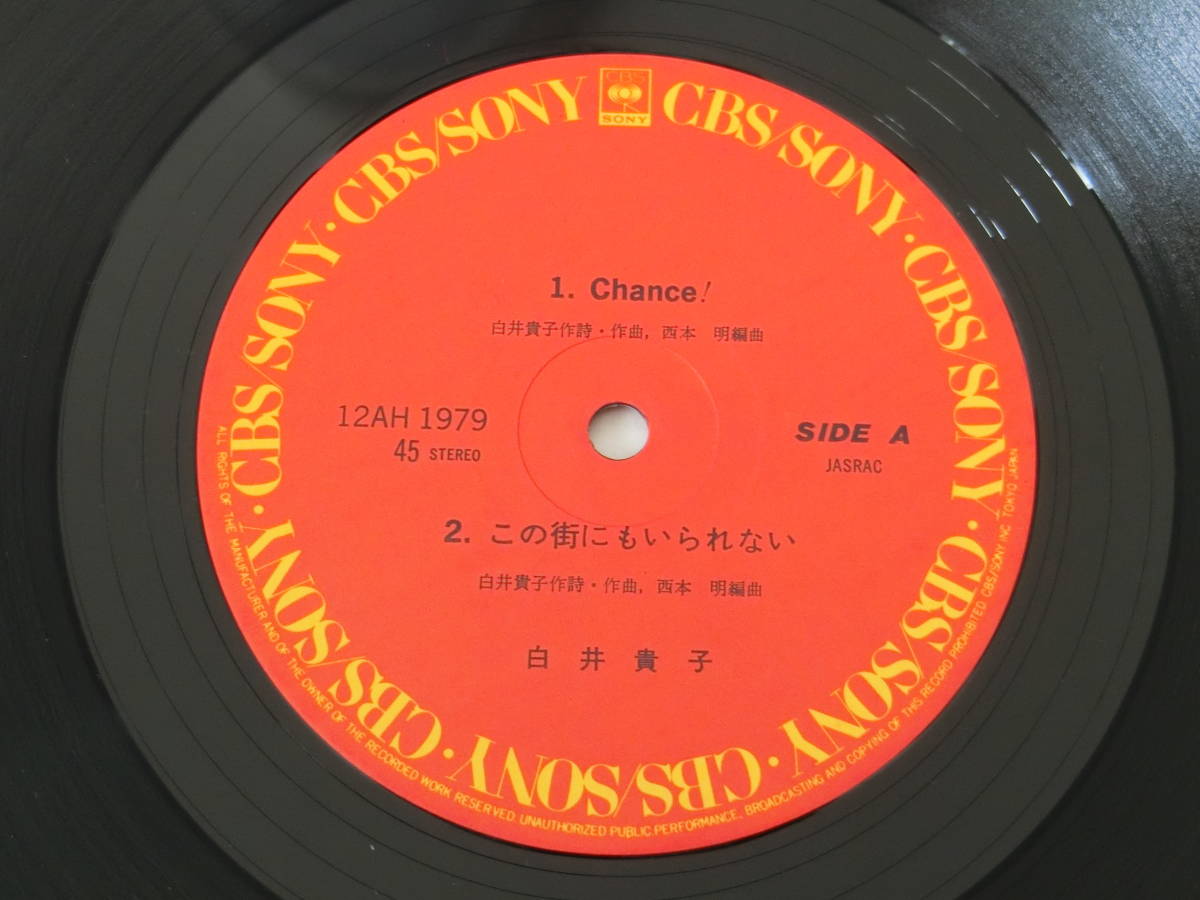 CBS
SONY
CBS/SONY · CBS/SONY · CBS/SONY · CBS/SONY · CBS/SONY · CBS/SONY · CBS/SONY · CBS/SONY · CBS/SONY
1. Chance!
白井貴子作詩・作曲, 西本 明編曲
12AH 1979
45 STEREO
SIDE A
JASRAC
2. この街にもいられない
白井貴子作詩・作曲, 西本 明編曲
白井貴子
ALL RIGHTS OF THE MANUFACTURER AND OF THE OWNER OF THE RECORDED WORK RESERVED. UNAUTHORIZED PUBLIC PERFORMANCE, BROADCASTING AND COPYING OF THIS RECORD PROHIBITED CBS/SONY INC TOKYO JAPAN